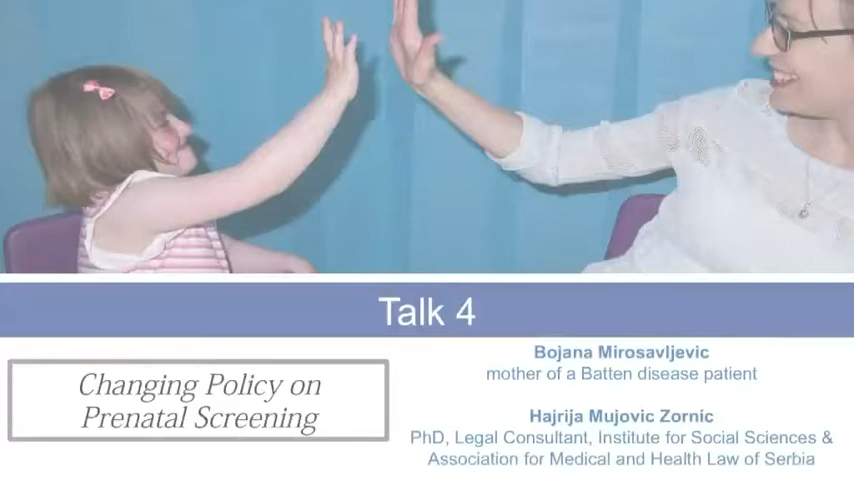 Talk 4
Changing Policy on
Prenatal Screening
Bojana Mirosavljevic
mother of a Batten disease patient
Hajrija Mujovic Zornic
PhD, Legal Consultant, Institute for Social Sciences &
Association for Medical and Health Law of Serbia